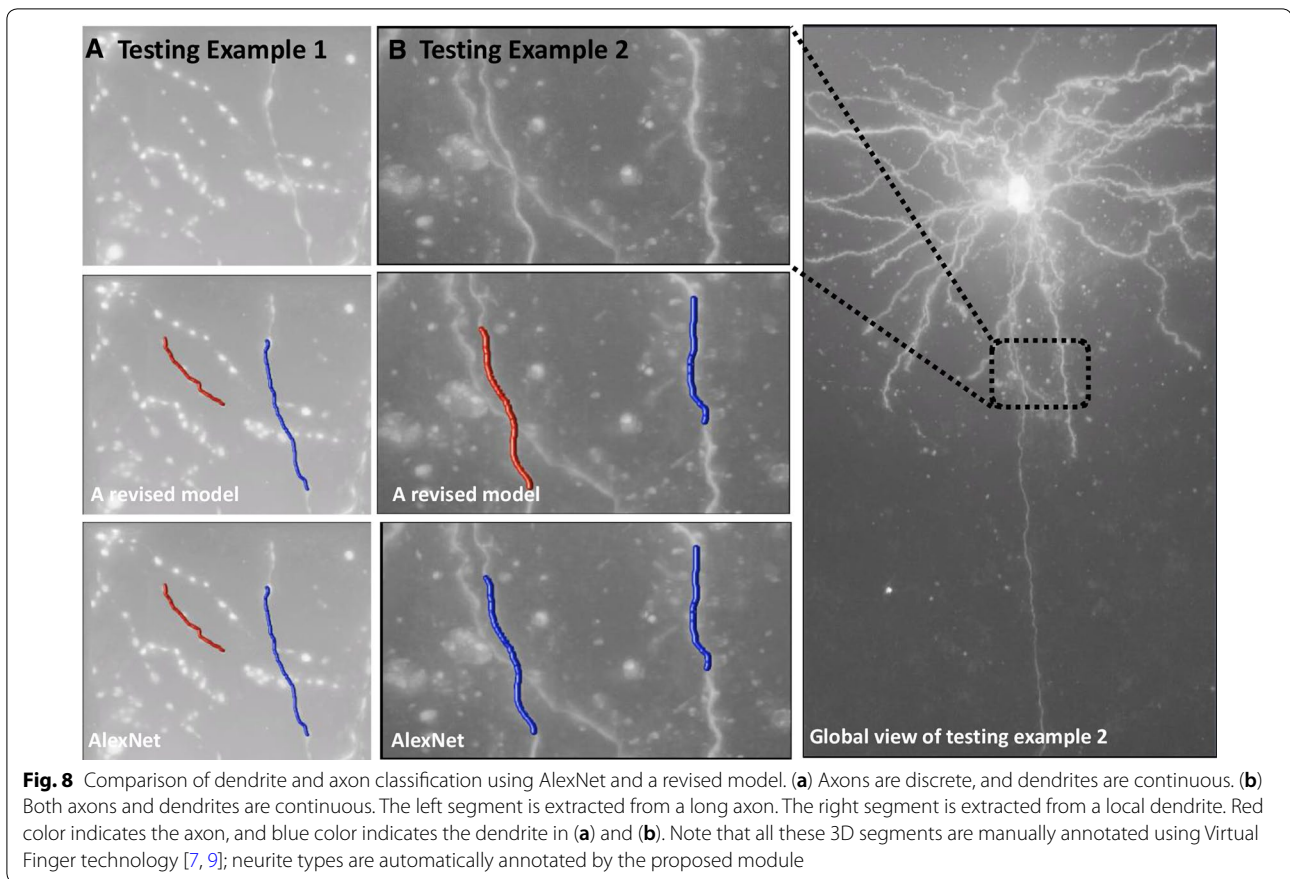 A Testing Example 1
B Testing Example 2
A revised model
A revised model
AlexNet
AlexNet
Global view of testing example 2
Fig. 8 Comparison of dendrite and axon classification using AlexNet and a revised model. (a) Axons are discrete, and dendrites are continuous. (b)
Both axons and dendrites are continuous. The left segment is extracted from a long axon. The right segment is extracted from a local dendrite. Red
color indicates the axon, and blue color indicates the dendrite in (a) and (b). Note that all these 3D segments are manually annotated using Virtual
Finger technology [7, 9]; neurite types are automatically annotated by the proposed module